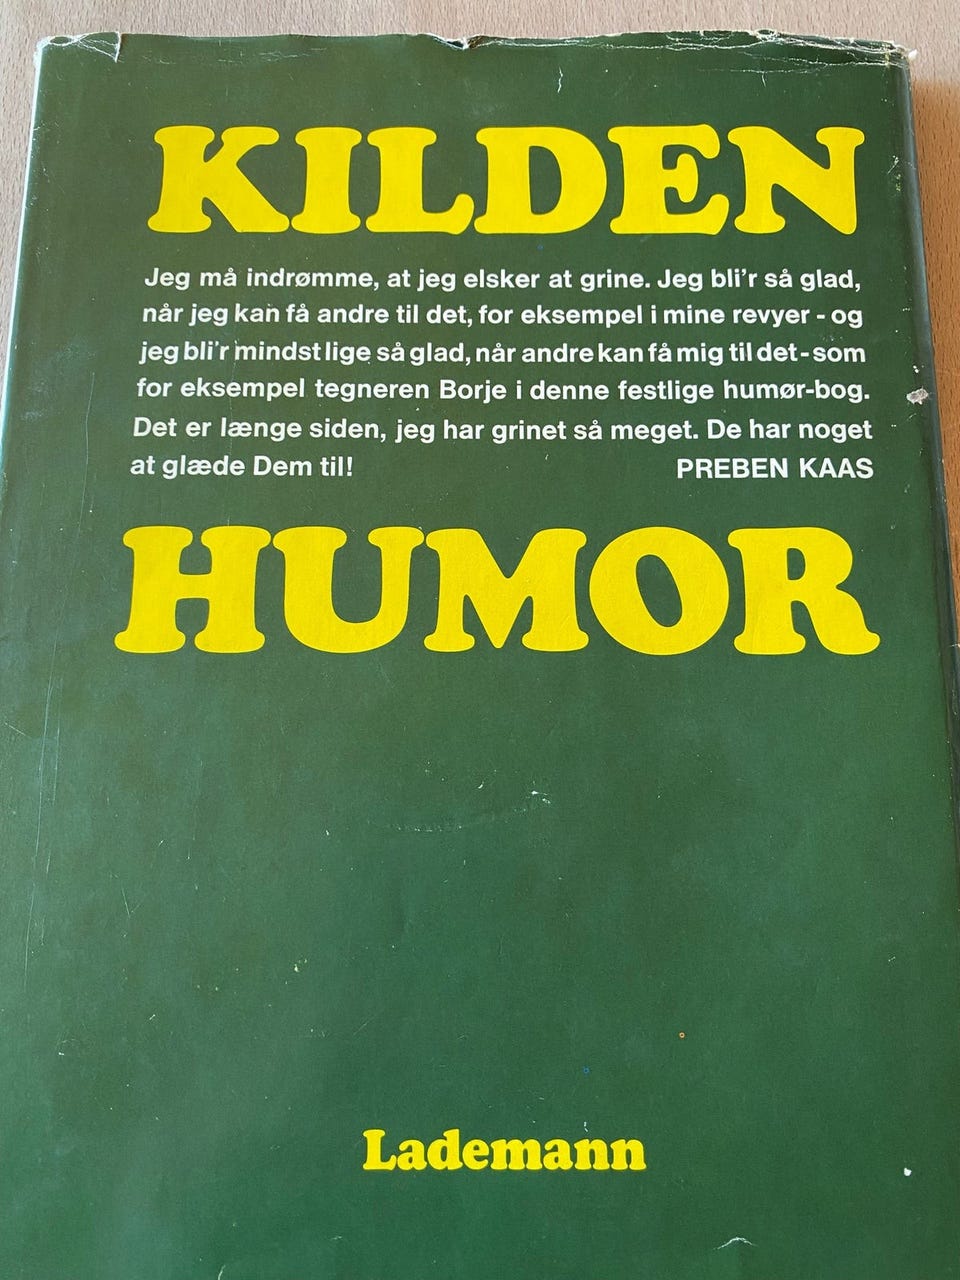 KILDEN
Jeg må indrømme, at jeg elsker at grine. Jeg bli'r så glad,
når jeg kan få andre til det, for eksempel i mine revyer - og
jeg bli'r mindst lige så glad, når andre kan få mig til det - som
for eksempel tegneren Borje i denne festlige humør-bog.
Det er længe siden, jeg har grinet så meget. De har noget
at glæde Dem til! PREBEN KAAS
HUMOR
Lademann